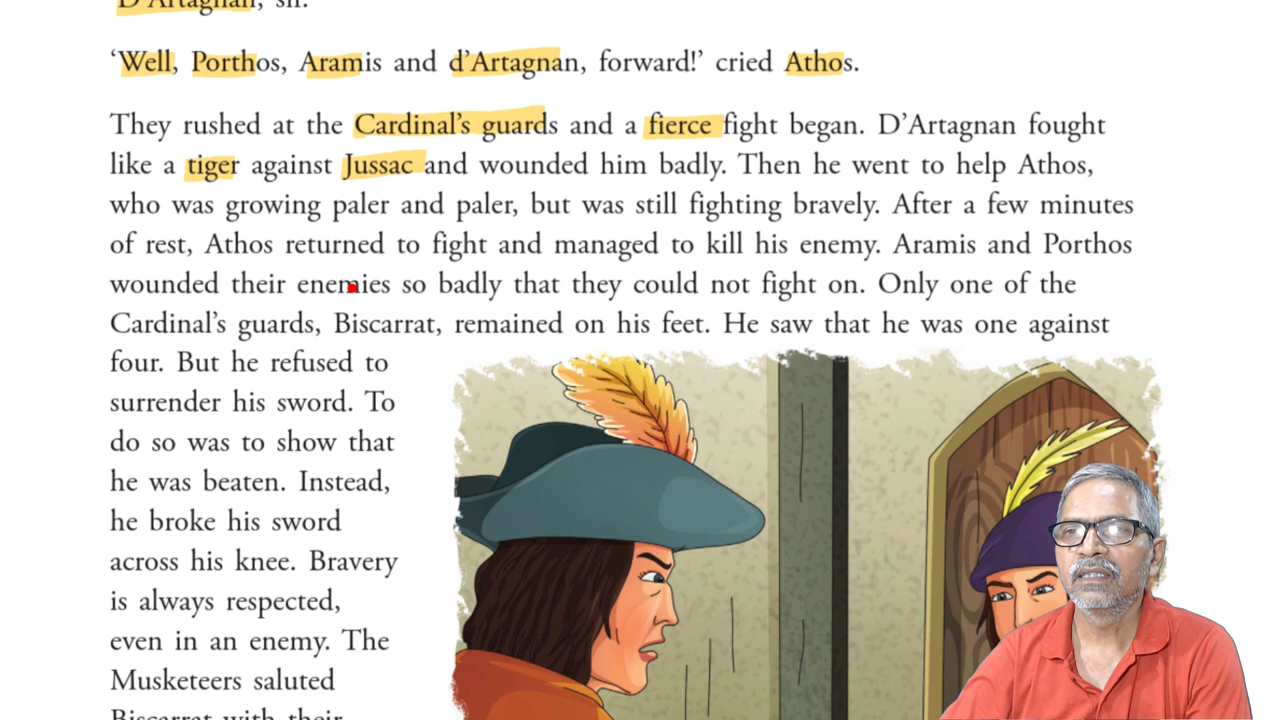 D'Artagnan, sir.'
‘Well, Porthos, Aramis and d’Artagnan, forward!’ cried Athos.
They rushed at the Cardinal’s guards and a fierce fight began. D’Artagnan fought
like a tiger against Jussac and wounded him badly. Then he went to help Athos,
who was growing paler and paler, but was still fighting bravely. After a few minutes
of rest, Athos returned to fight and managed to kill his enemy. Aramis and Porthos
wounded their enemies so badly that they could not fight on. Only one of the
Cardinal’s guards, Biscarrat, remained on his feet. He saw that he was one against
four. But he refused to
surrender his sword. To
do so was to show that
he was beaten. Instead,
he broke his sword
across his knee. Bravery
is always respected,
even in an enemy. The
Musketeers saluted
Biscarrat with their